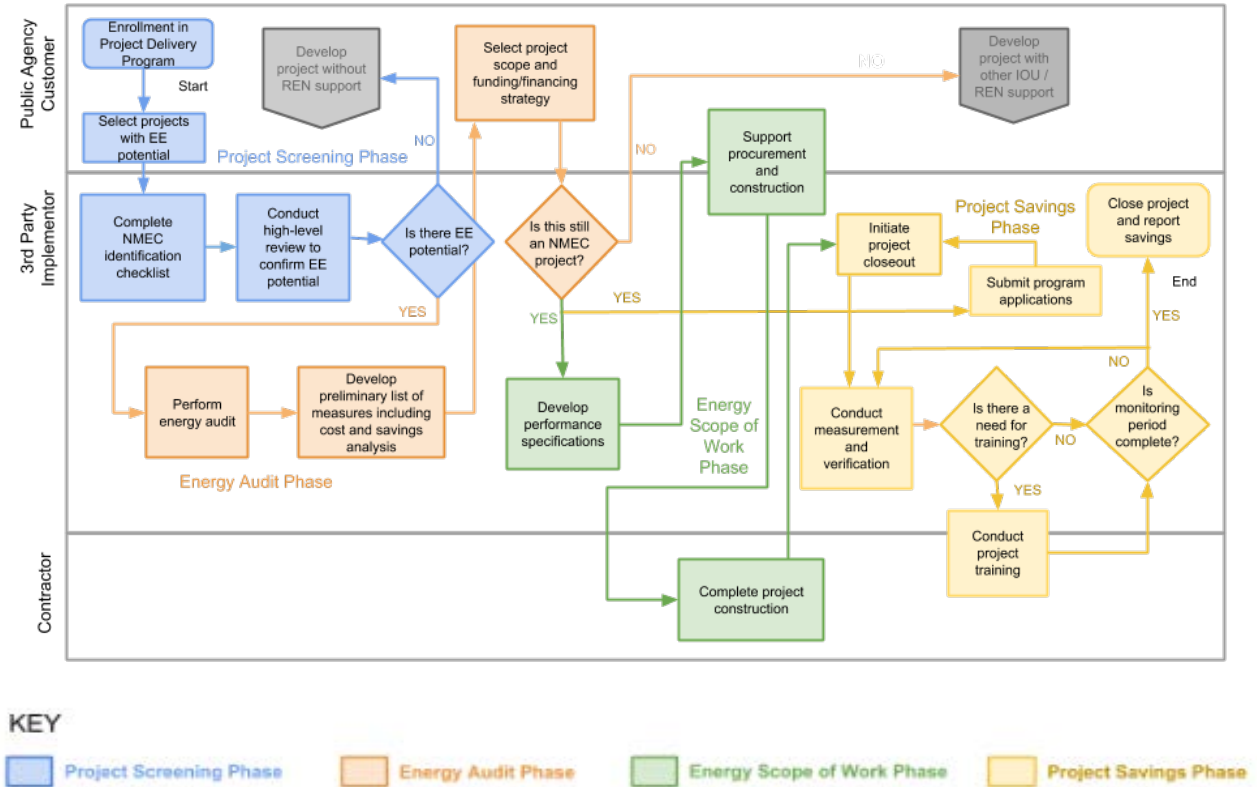 Public Agency
Customer
Enrollment in
Project Delivery
Program
Start
Select projects
with EE
potential
Develop
project without
REN support
Project Screening Phase
NO
Select project
scope and
funding/financing
strategy
NO
NO
Develop
project with
other IOU /
REN support
Support
procurement
and
construction
3rd Party
Implementor
Complete
NMEC
identification
checklist
Conduct
high-level
review to
confirm EE
potential
Is there EE
potential?
YES
Is this still
an NMEC
project?
YES
YES
Initiate
project
closeout
Project Savings
Phase
Submit program
applications
Close project
and report
savings
End
YES
NO
Perform
energy audit
Develop
preliminary list of
measures including
cost and savings
analysis
Energy Audit Phase
Develop
performance
specifications
Energy
Scope of
Work
Phase
Conduct
measurement
and
verification
Is there a
need for
training?
NO
YES
Is
monitoring
period
complete?
Contractor
Complete project
construction
Conduct
project
training
KEY
Project Screening Phase
Energy Audit Phase
Energy Scope of Work Phase
Project Savings Phase